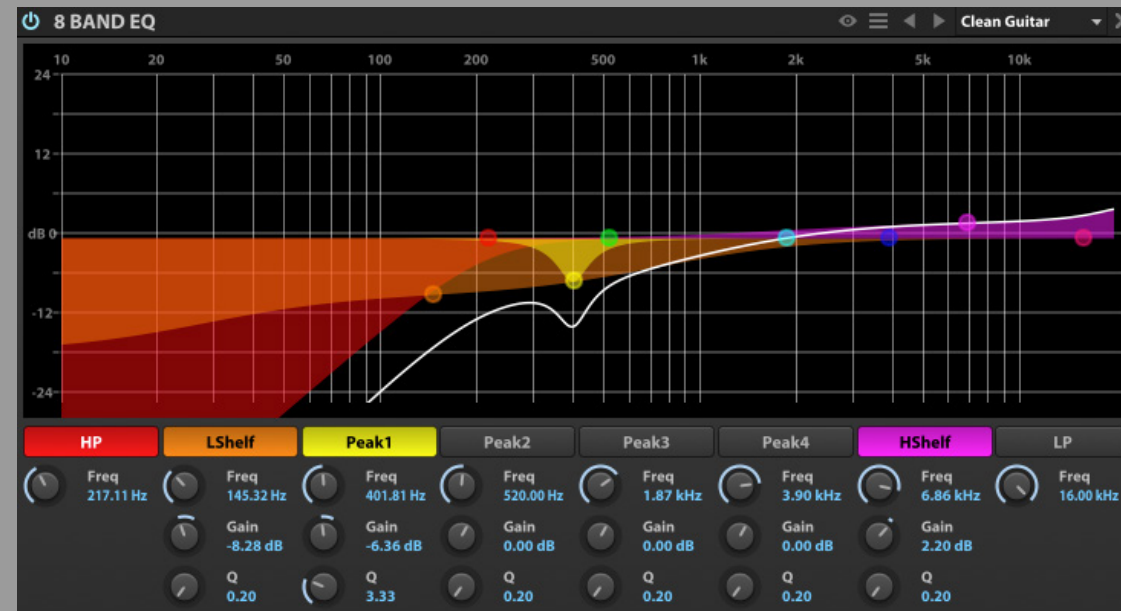 8 BAND EQ Clean Guitar
10 20 50 100 200 500 1k 2k 5k 10k
24
12
dB 0
-12
-24
HP LShelf Peak1 Peak2 Peak3 Peak4 HShelf LP
Freq Freq Freq Freq Freq Freq Freq Freq
217.11 Hz 145.32 Hz 401.81 Hz 520.00 Hz 1.87 kHz 3.90 kHz 6.86 kHz 16.00 kHz
Gain Gain Gain Gain Gain Gain
-8.28 dB -6.36 dB 0.00 dB 0.00 dB 0.00 dB 2.20 dB
Q Q Q Q Q Q
0.20 3.33 0.20 0.20 0.20 0.20